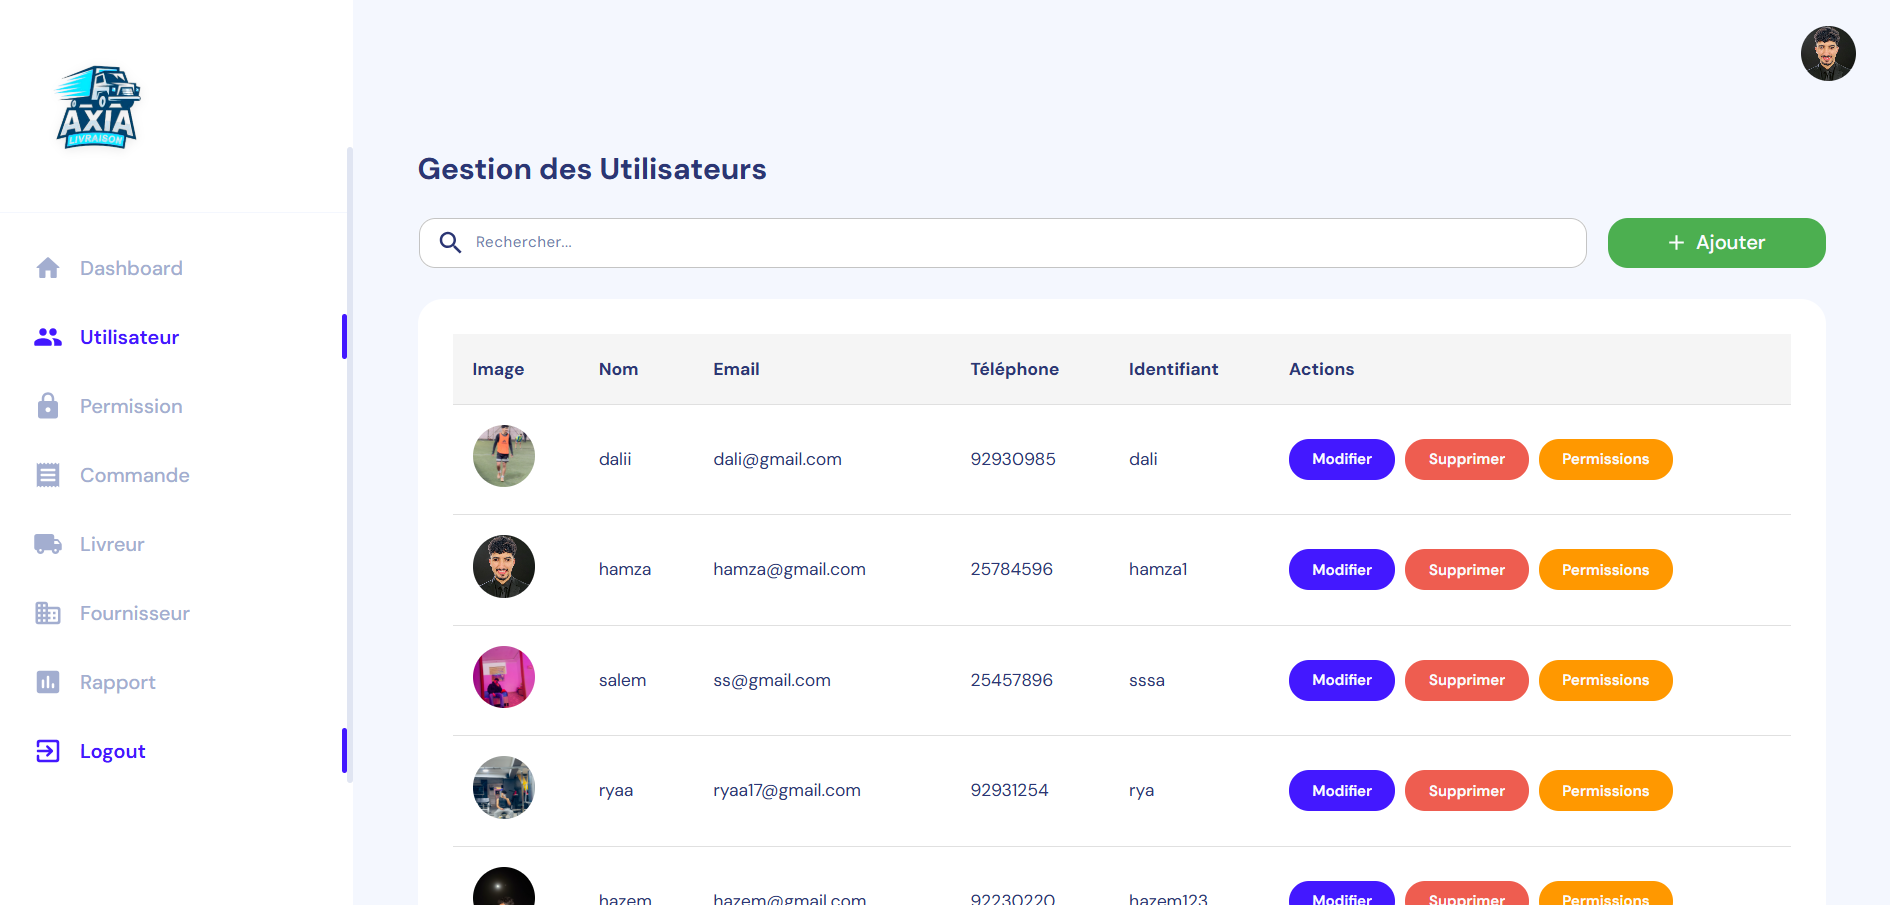 AXIA
LIVRAISON
Dashboard
Utilisateur
Permission
Commande
Livreur
Fournisseur
Rapport
Logout
Gestion des Utilisateurs
Rechercher...
+ Ajouter
Image Nom Email Téléphone Identifiant Actions
dalii dali@gmail.com 92930985 dali Modifier Supprimer Permissions
hamza hamza@gmail.com 25784596 hamza1 Modifier Supprimer Permissions
salem ss@gmail.com 25457896 sssa Modifier Supprimer Permissions
ryaa ryaa17@gmail.com 92931254 rya Modifier Supprimer Permissions
hazem hazem@gmail.com 92230220 hazem123 Modifier Supprimer Permissions